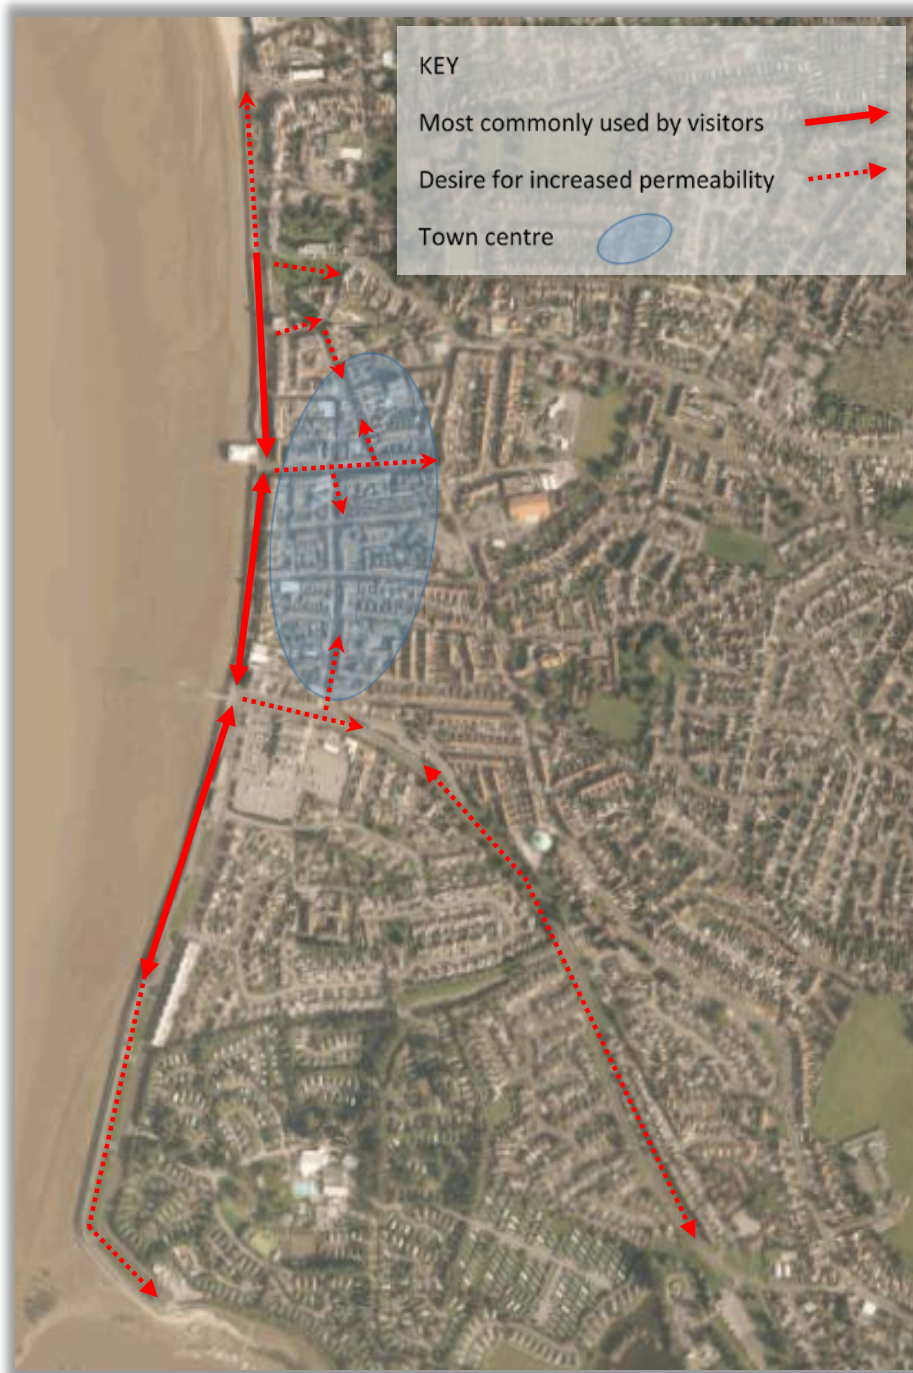 KEY
Most commonly used by visitors
Desire for increased permeability
Town centre